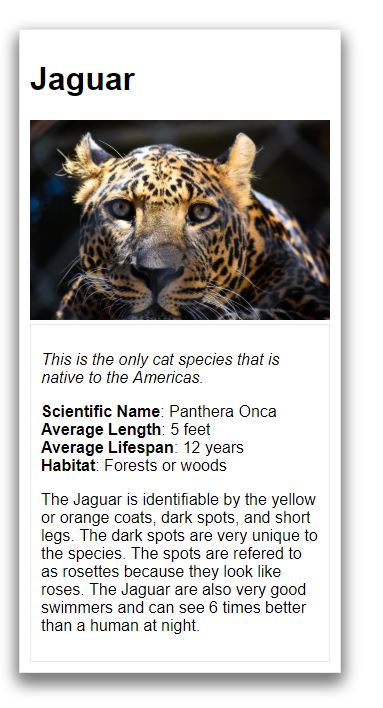 Jaguar
This is the only cat species that is
native to the Americas.
Scientific Name: Panthera Onca
Average Length: 5 feet
Average Lifespan: 12 years
Habitat: Forests or woods
The Jaguar is identifiable by the yellow
or orange coats, dark spots, and short
legs. The dark spots are very unique to
the species. The spots are refered to
as rosettes because they look like
roses. The Jaguar are also very good
swimmers and can see 6 times better
than a human at night.